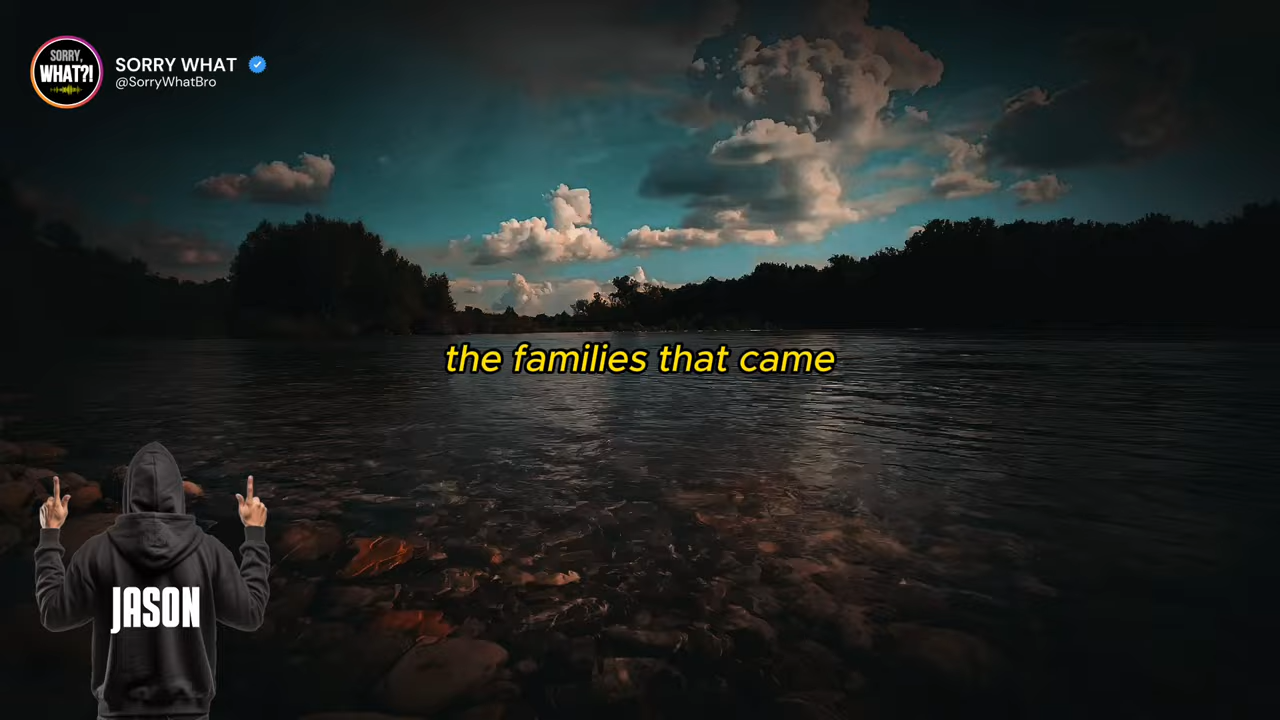 SORRY,
WHAT?!
SORRY WHAT
@SorryWhatBro
the families that came
JASON